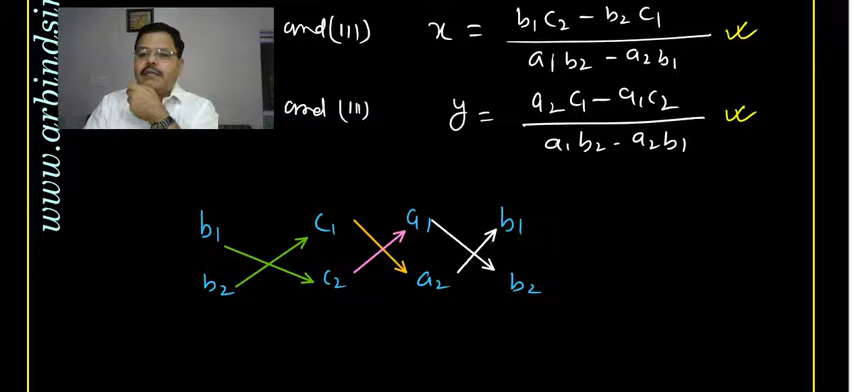 www.arbindsin
and (III) x = b₁c₂ - b₂c₁ / a₁b₂ - a₂b₁
and (III) y = a₂c₁ - a₁c₂ / a₁b₂ - a₂b₁
b₁ c₁ a₁ b₁
b₂ c₂ a₂ b₂